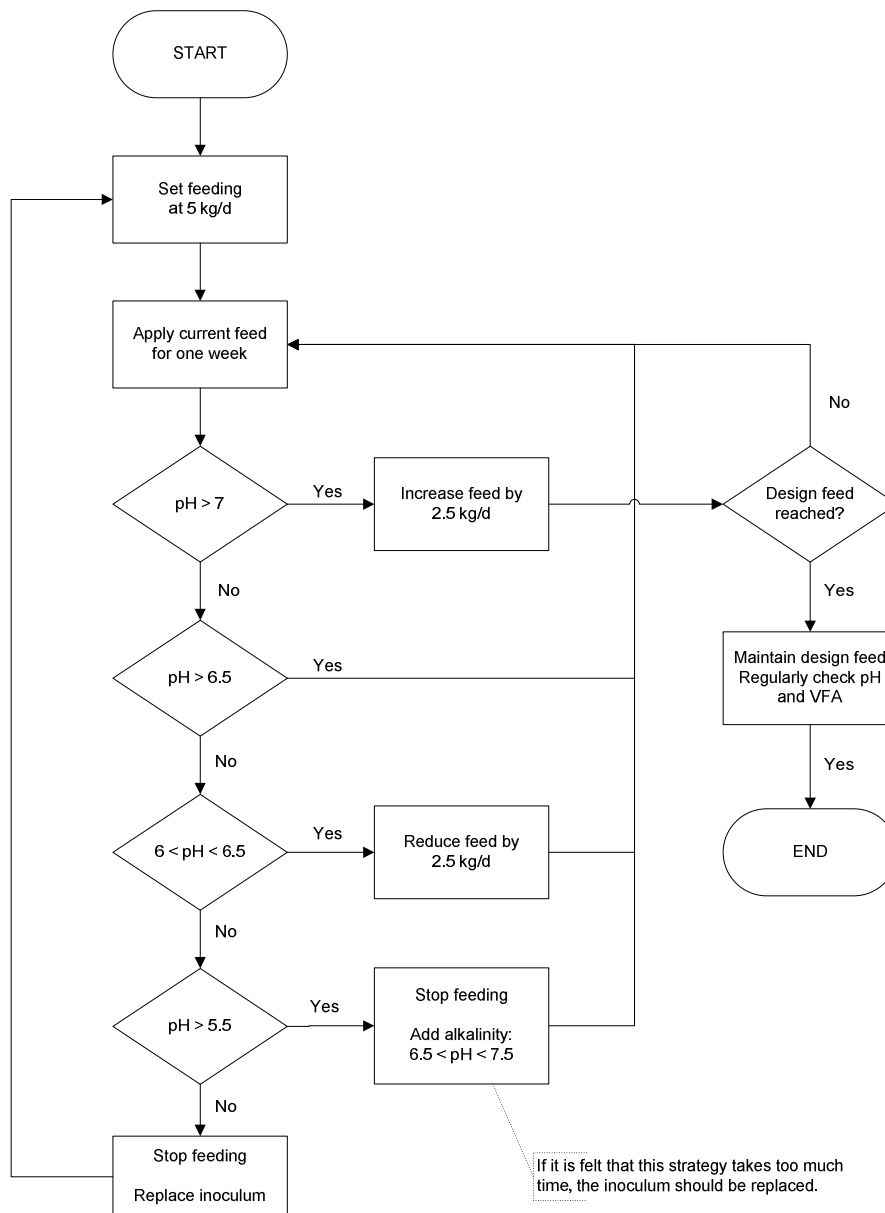 START
Set feeding
at 5 kg/d
Apply current feed
for one week
No
pH > 7
Yes
Increase feed by
2.5 kg/d
Design feed
reached?
No
Yes
pH > 6.5
Yes
Maintain design feed
Regularly check pH
and VFA
No
Yes
6 < pH < 6.5
Yes
Reduce feed by
2.5 kg/d
END
No
pH > 5.5
Yes
Stop feeding
Add alkalinity:
6.5 < pH < 7.5
No
Stop feeding
Replace inoculum
If it is felt that this strategy takes too much
time, the inoculum should be replaced.